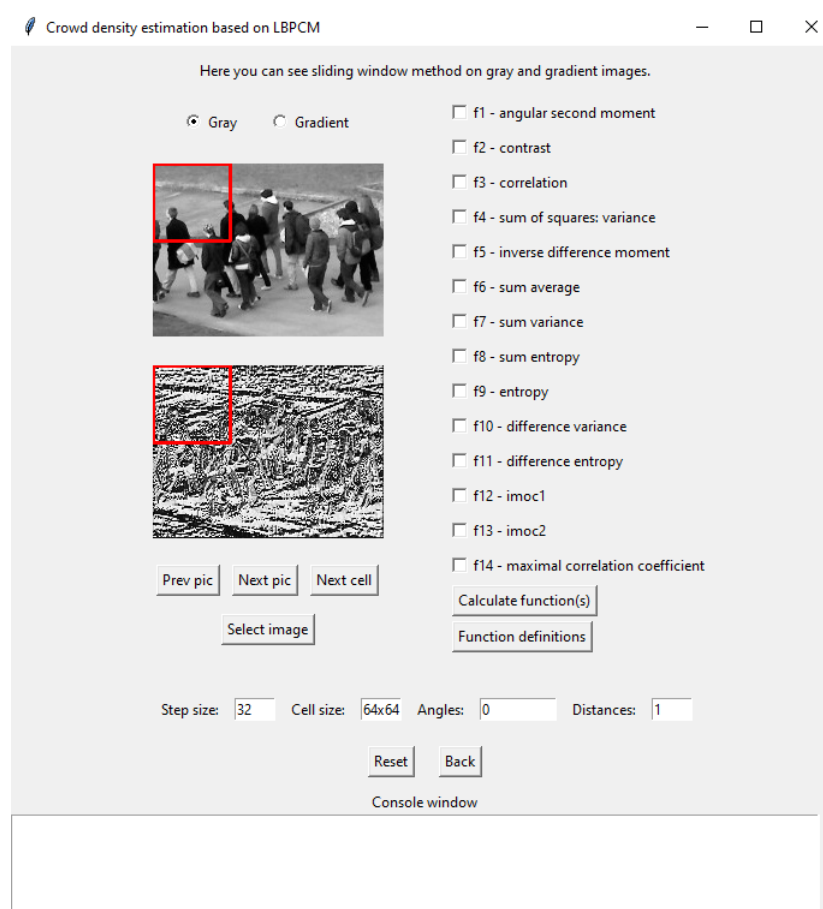 Crowd density estimation based on LBPCM
Here you can see sliding window method on gray and gradient images.
Gray Gradient
f1 - angular second moment
f2 - contrast
f3 - correlation
f4 - sum of squares: variance
f5 - inverse difference moment
f6 - sum average
f7 - sum variance
f8 - sum entropy
f9 - entropy
f10 - difference variance
f11 - difference entropy
f12 - imoc1
f13 - imoc2
f14 - maximal correlation coefficient
Prev pic Next pic Next cell
Select image
Calculate function(s)
Function definitions
Step size: 32 Cell size: 64x64 Angles: 0 Distances: 1
Reset Back
Console window